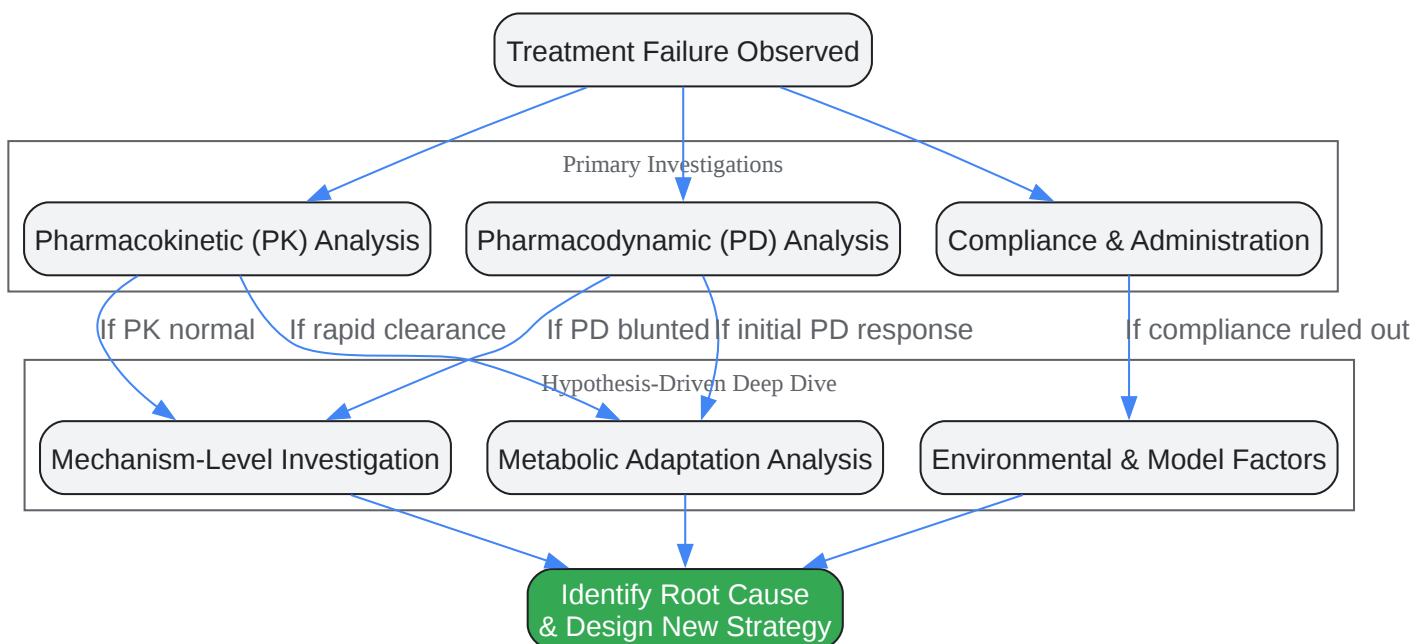 Treatment Failure Observed
Primary Investigations
Pharmacokinetic (PK) Analysis
Pharmacodynamic (PD) Analysis
Compliance & Administration
If PK normal
If rapid clearance
If PD blunted
If initial PD response
If compliance ruled out
Hypothesis-Driven Deep Dive
Mechanism-Level Investigation
Metabolic Adaptation Analysis
Environmental & Model Factors
Identify Root Cause
& Design New Strategy